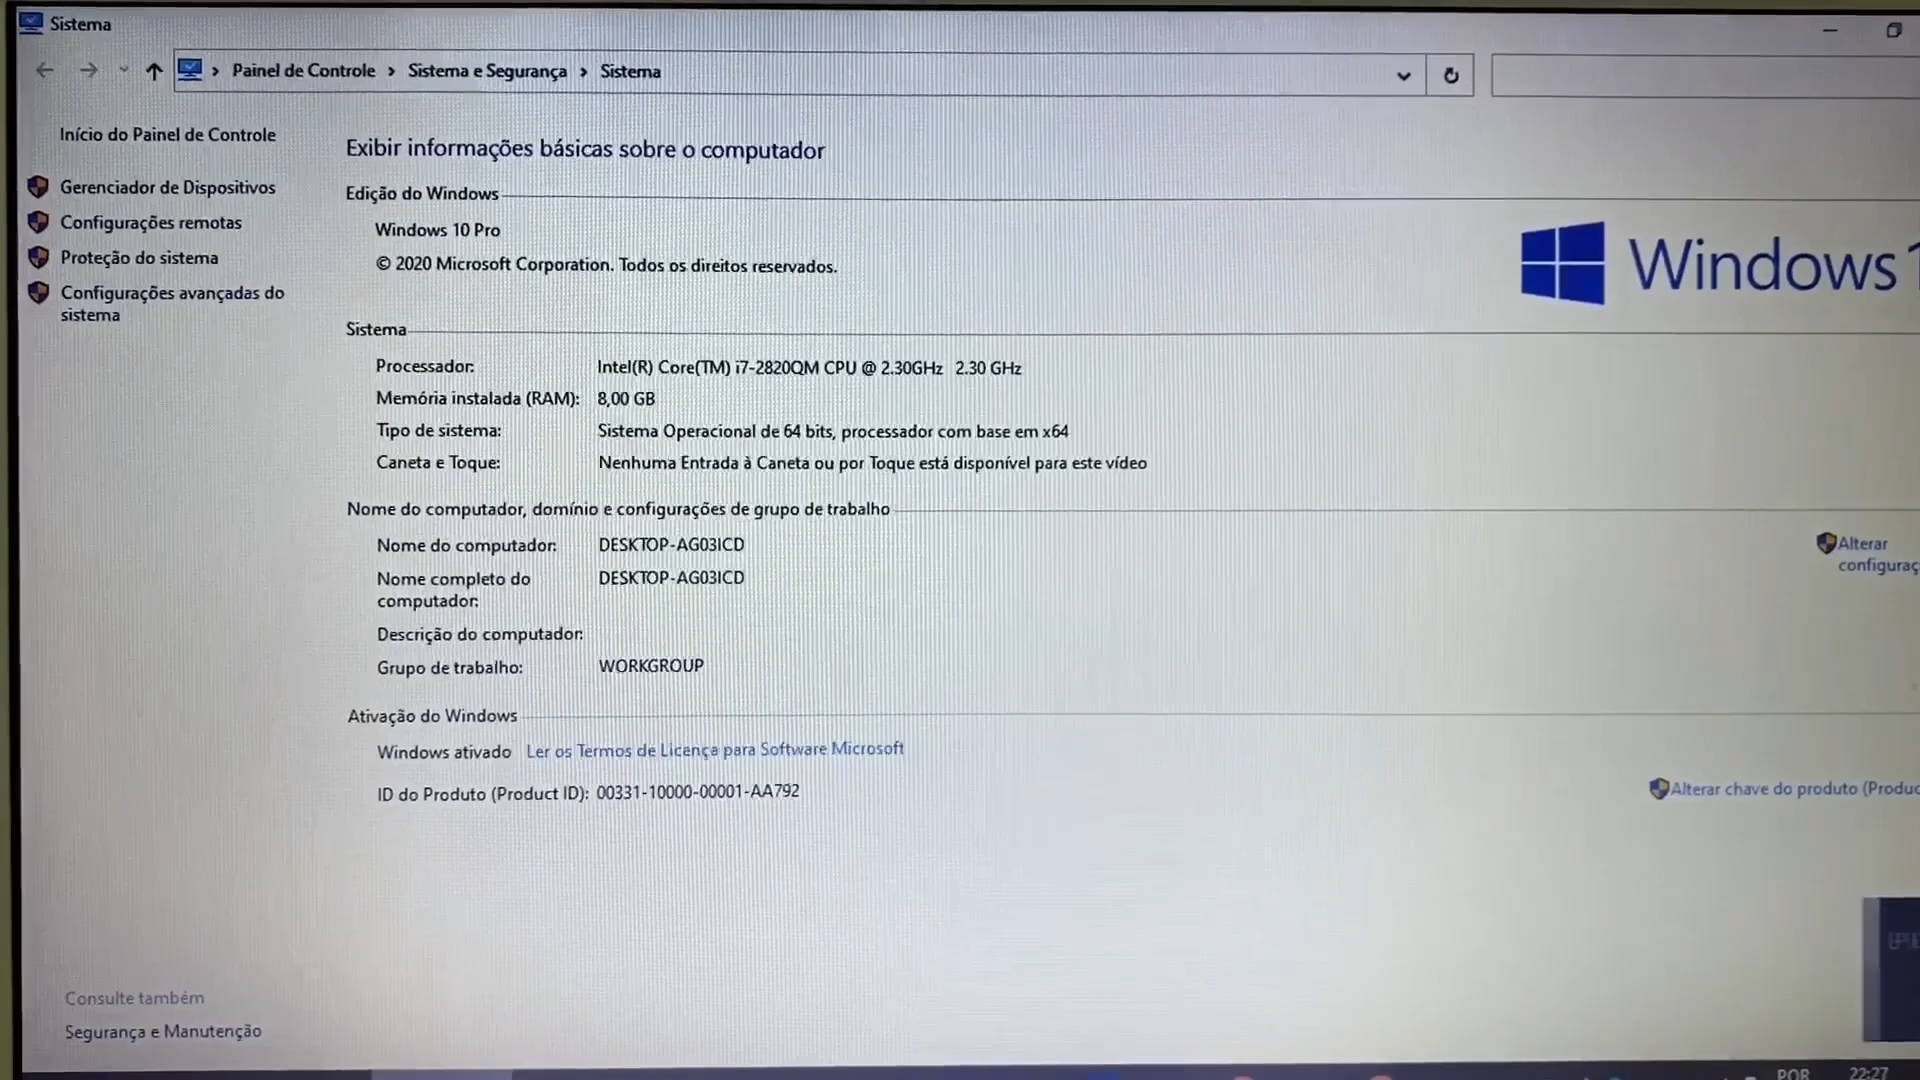 Sistema
Painel de Controle › Sistema e Segurança › Sistema
Início do Painel de Controle
Gerenciador de Dispositivos
Configurações remotas
Proteção do sistema
Configurações avançadas do
sistema
Exibir informações básicas sobre o computador
Edição do Windows
Windows 10 Pro
© 2020 Microsoft Corporation. Todos os direitos reservados.
Windows 1
Sistema
Processador: Intel(R) Core(TM) i7-2820QM CPU @ 2.30GHz 2.30 GHz
Memória instalada (RAM): 8,00 GB
Tipo de sistema: Sistema Operacional de 64 bits, processador com base em x64
Caneta e Toque: Nenhuma Entrada à Caneta ou por Toque está disponível para este vídeo
Nome do computador, domínio e configurações de grupo de trabalho
Nome do computador: DESKTOP-AG03ICD
Alterar
configuraç
Nome completo do
computador: DESKTOP-AG03ICD
Descrição do computador:
Grupo de trabalho: WORKGROUP
Ativação do Windows
Windows ativado Ler os Termos de Licença para Software Microsoft
ID do Produto (Product ID): 00331-10000-00001-AA792
Alterar chave do produto (Produc
Consulte também
Segurança e Manutenção
POR 22:27